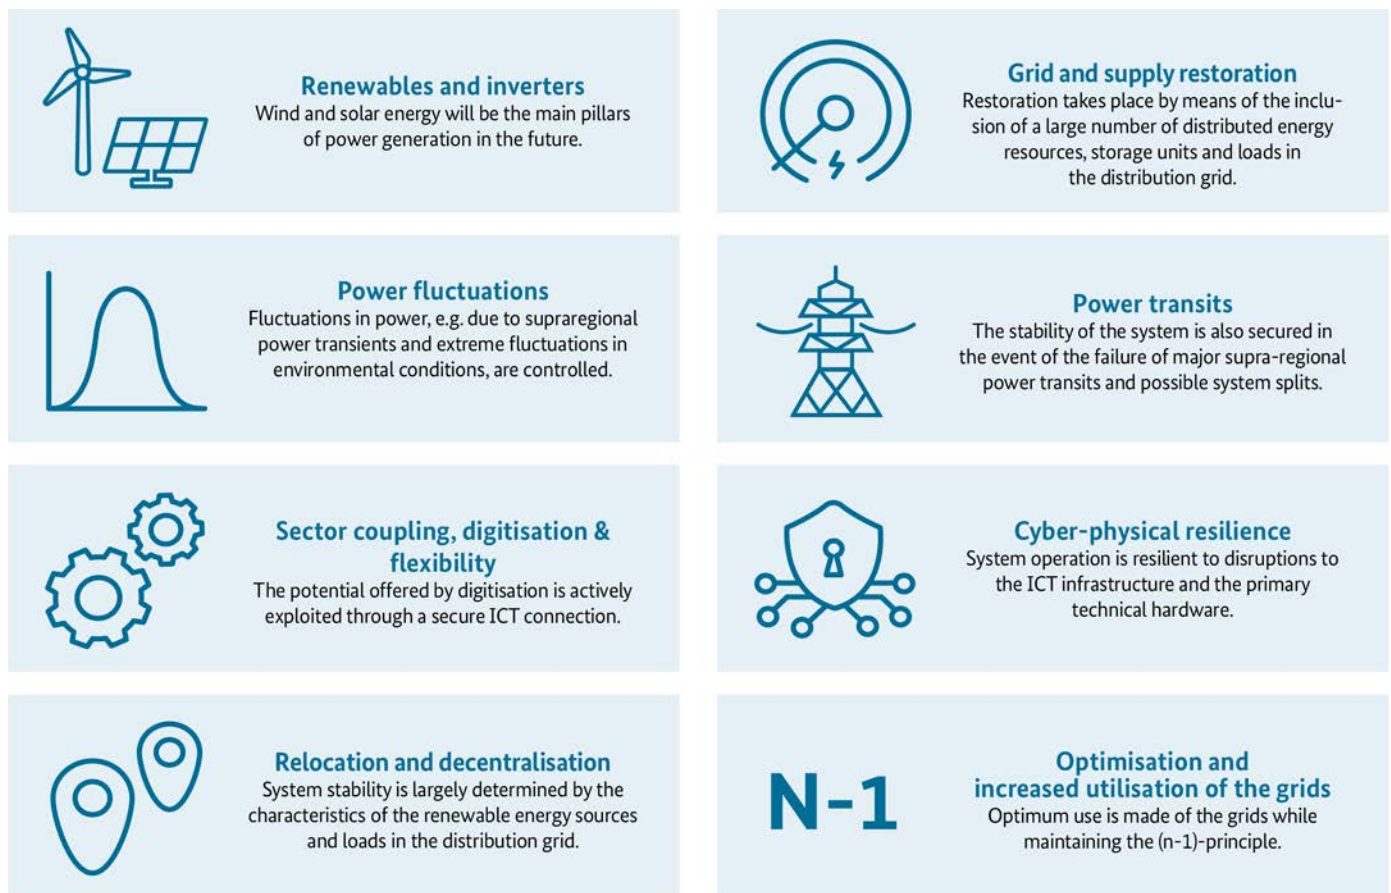 Renewables and inverters
Wind and solar energy will be the main pillars
of power generation in the future.
Grid and supply restoration
Restoration takes place by means of the inclu-
sion of a large number of distributed energy
resources, storage units and loads in
the distribution grid.
Power fluctuations
Fluctuations in power, e.g. due to supraregional
power transients and extreme fluctuations in
environmental conditions, are controlled.
Power transits
The stability of the system is also secured in
the event of the failure of major supra-regional
power transits and possible system splits.
Sector coupling, digitisation &
flexibility
The potential offered by digitisation is actively
exploited through a secure ICT connection.
Cyber-physical resilience
System operation is resilient to disruptions to
the ICT infrastructure and the primary
technical hardware.
Relocation and decentralisation
System stability is largely determined by the
characteristics of the renewable energy sources
and loads in the distribution grid.
N-1
Optimisation and
increased utilisation of the grids
Optimum use is made of the grids while
maintaining the (n-1)-principle.